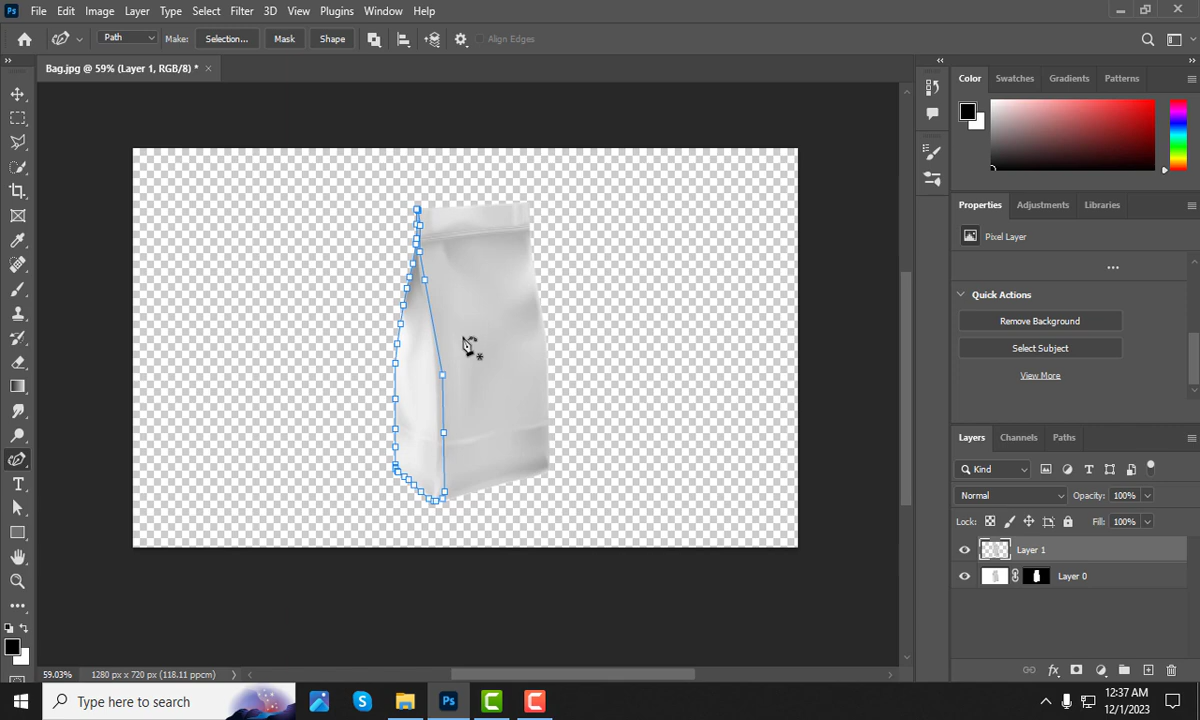 Ps File Edit Image Layer Type Select Filter 3D View Plugins Window Help
Path Make: Selection... Mask Shape Align Edges
Bag.jpg @ 59% (Layer 1, RGB/8) * ×
Color Swatches Gradients Patterns
Properties Adjustments Libraries
Pixel Layer
Quick Actions
Remove Background
Select Subject
View More
Layers Channels Paths
Kind
Normal Opacity: 100%
Lock: Fill: 100%
Layer 1
Layer 0
59.03% 1280 px x 720 px (118.11 ppcm)
Type here to search
Ps
12:37 AM
12/1/2023